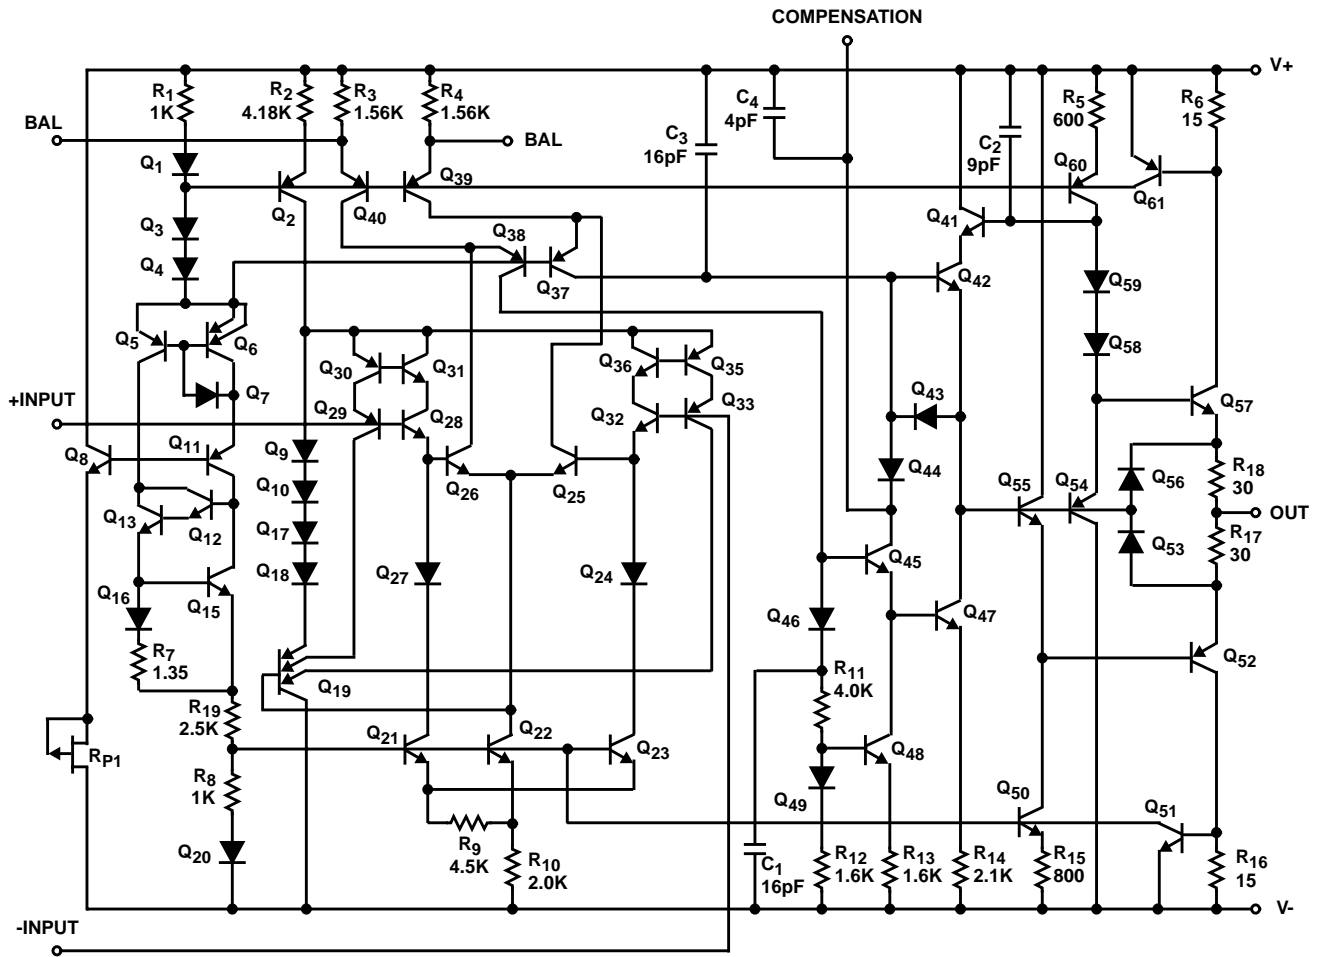 COMPENSATION
V+
R1
1K
R2
4.18K
R3
1.56K
R4
1.56K
C4
4pF
C3
16pF
R5
600
R6
15
C2
9pF
BAL
BAL
Q1
Q2
Q40
Q39
Q60
Q61
Q3
Q4
Q38
Q37
Q41
Q42
Q59
Q58
Q5
Q6
Q7
Q30
Q31
Q36
Q35
Q43
Q57
+INPUT
Q29
Q28
Q32
Q33
Q8
Q11
Q9
Q10
Q26
Q25
Q44
Q55
Q54
Q56
R18
30
OUT
Q13
Q12
Q17
Q18
Q53
R17
30
Q16
Q15
Q27
Q24
Q45
Q46
Q47
R7
1.35
Q19
R11
4.0K
Q52
R19
2.5K
RP1
Q21
Q22
Q23
Q48
R8
1K
Q49
Q50
Q51
Q20
R9
4.5K
R10
2.0K
C1
16pF
R12
1.6K
R13
1.6K
R14
2.1K
R15
800
R16
15
V-
-INPUT